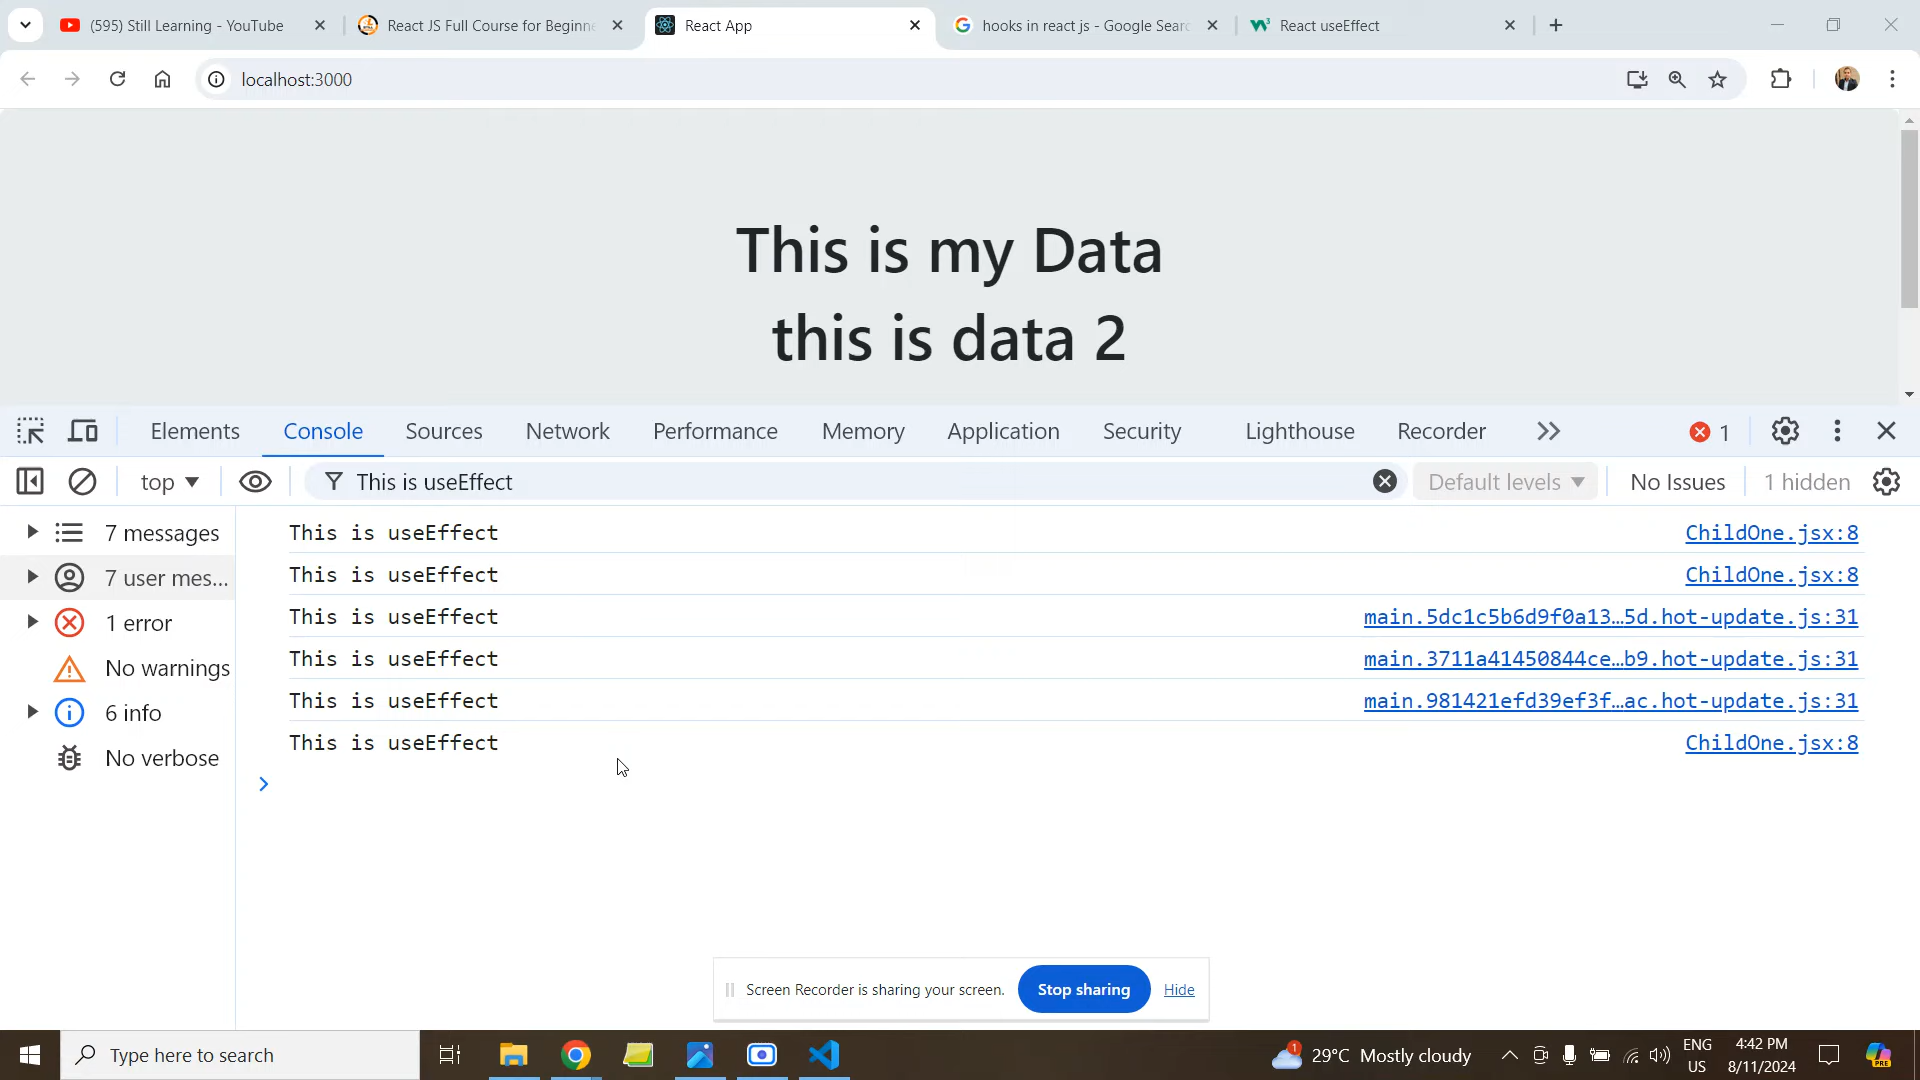 (595) Still Learning - YouTube
React JS Full Course for Beginne
React App
hooks in react js - Google Searc
React useEffect
localhost:3000
This is my Data
this is data 2
Elements
Console
Sources
Network
Performance
Memory
Application
Security
Lighthouse
Recorder
1
top
This is useEffect
Default levels
No Issues
1 hidden
7 messages
7 user mes...
1 error
No warnings
6 info
No verbose
This is useEffect ChildOne.jsx:8
This is useEffect ChildOne.jsx:8
This is useEffect main.5dc1c5b6d9f0a13…5d.hot-update.js:31
This is useEffect main.3711a41450844ce…b9.hot-update.js:31
This is useEffect main.981421efd39ef3f…ac.hot-update.js:31
This is useEffect ChildOne.jsx:8
Screen Recorder is sharing your screen.
Stop sharing
Hide
Type here to search
1
29°C Mostly cloudy
ENG
US
4:42 PM
8/11/2024
PRE